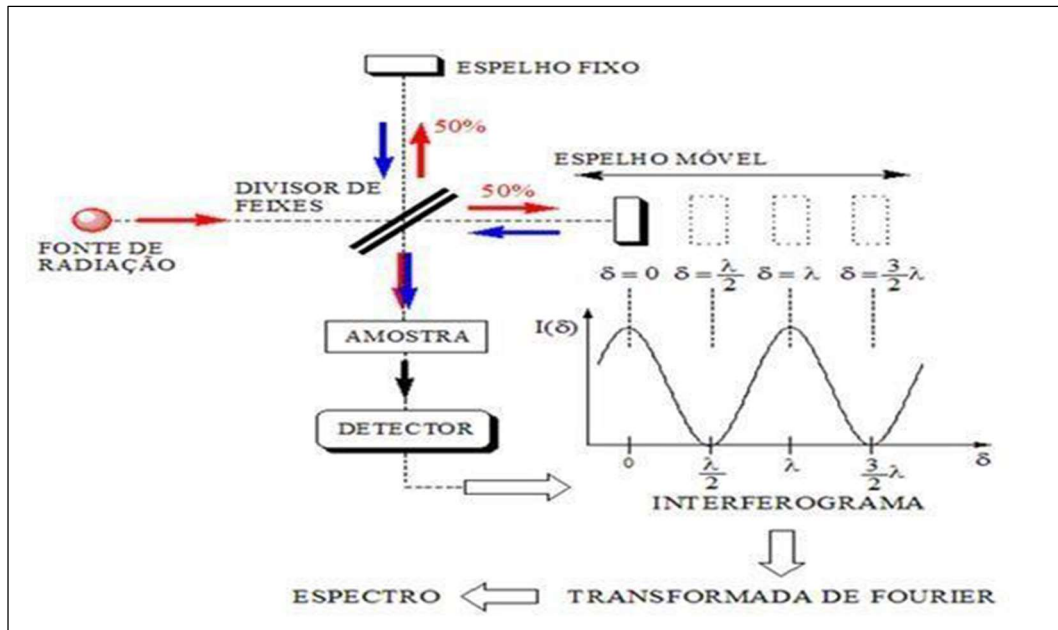 ESPELHO FIXO
50%
ESPELHO MÓVEL
DIVISOR DE
FEIXES
50%
FONTE DE
RADIAÇÃO
δ = 0 δ = λ/2 δ = λ δ = 3/2 λ
I(δ)
AMOSTRA
DETECTOR
0 λ/2 λ 3/2 λ δ
INTERFEROGRAMA
ESPECTRO TRANSFORMADA DE FOURIER